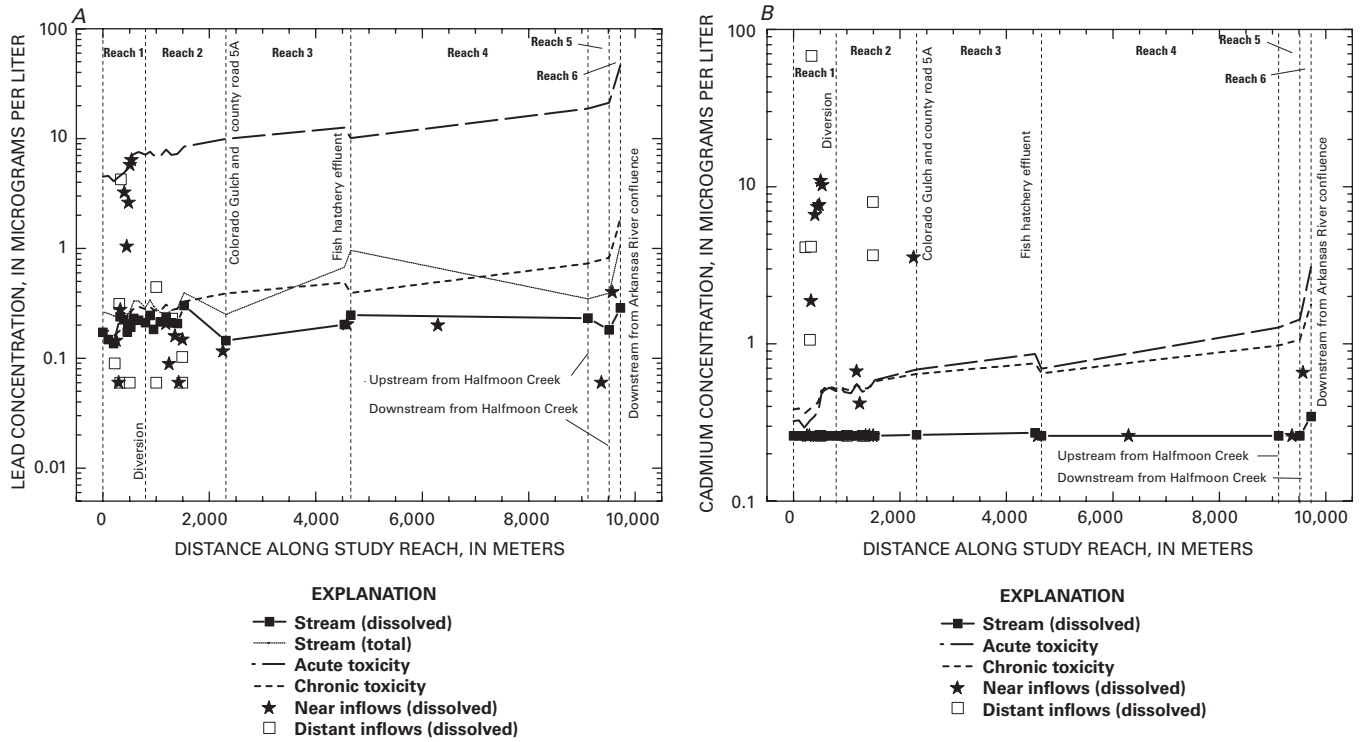 A
LEAD CONCENTRATION, IN MICROGRAMS PER LITER
100
10
1
0.1
0.01
Reach 1
Reach 2
Reach 3
Reach 4
Reach 5
Reach 6
Diversion
Colorado Gulch and county road 5A
Fish hatchery effluent
Upstream from Halfmoon Creek
Downstream from Halfmoon Creek
Downstream from Arkansas River confluence
0 2,000 4,000 6,000 8,000 10,000
DISTANCE ALONG STUDY REACH, IN METERS
EXPLANATION
Stream (dissolved)
Stream (total)
Acute toxicity
Chronic toxicity
Near inflows (dissolved)
Distant inflows (dissolved)
B
CADMIUM CONCENTRATION, IN MICROGRAMS PER LITER
100
10
1
0.1
Reach 1
Reach 2
Reach 3
Reach 4
Reach 5
Reach 6
Diversion
Colorado Gulch and county road 5A
Fish hatchery effluent
Upstream from Halfmoon Creek
Downstream from Halfmoon Creek
Downstream from Arkansas River confluence
0 2,000 4,000 6,000 8,000 10,000
DISTANCE ALONG STUDY REACH, IN METERS
EXPLANATION
Stream (dissolved)
Acute toxicity
Chronic toxicity
Near inflows (dissolved)
Distant inflows (dissolved)